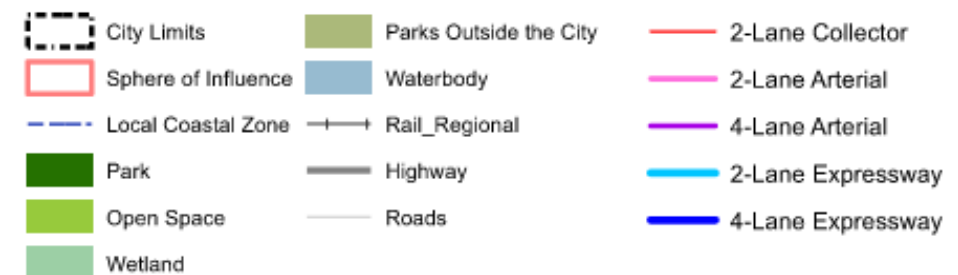 City Limits
Sphere of Influence
Local Coastal Zone
Park
Open Space
Wetland
Parks Outside the City
Waterbody
Rail_Regional
Highway
Roads
2-Lane Collector
2-Lane Arterial
4-Lane Arterial
2-Lane Expressway
4-Lane Expressway